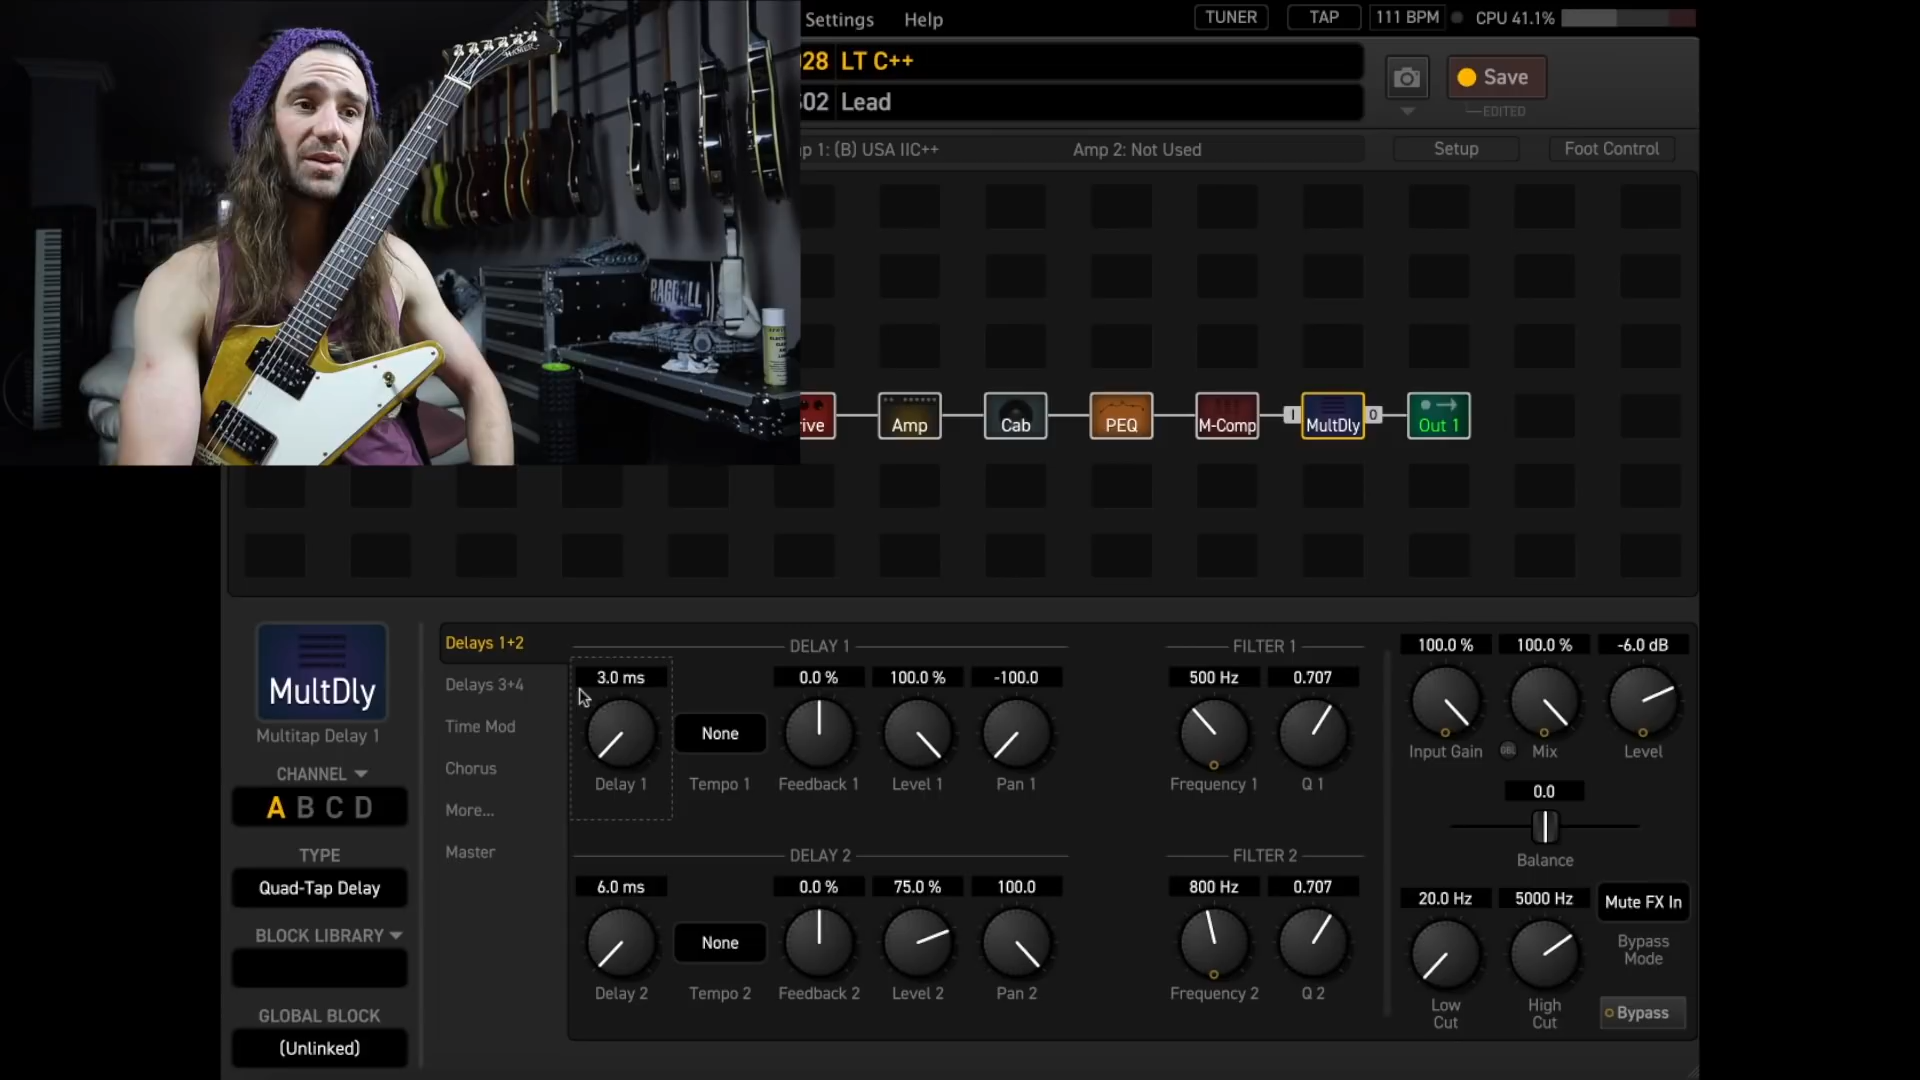 Settings Help TUNER TAP 111 BPM CPU 41.1%
028 LT C++
Save
EDITED
Lead
p 1: (B) USA IIC++ Amp 2: Not Used Setup Foot Control
RAGDOLL
ive Amp Cab PEQ M-Comp I MultDly O Out 1
MultDly
Multitap Delay 1
CHANNEL
A B C D
TYPE
Quad-Tap Delay
BLOCK LIBRARY
GLOBAL BLOCK
(Unlinked)
Delays 1+2
Delays 3+4
Time Mod
Chorus
More...
Master
DELAY 1
3.0 ms 0.0 % 100.0 % -100.0
None
Delay 1 Tempo 1 Feedback 1 Level 1 Pan 1
FILTER 1
500 Hz 0.707
Frequency 1 Q 1
DELAY 2
6.0 ms 0.0 % 75.0 % 100.0
None
Delay 2 Tempo 2 Feedback 2 Level 2 Pan 2
FILTER 2
800 Hz 0.707
Frequency 2 Q 2
100.0 % 100.0 % -6.0 dB
Input Gain GBL Mix Level
0.0
Balance
20.0 Hz 5000 Hz Mute FX In
Low Cut High Cut Bypass Mode
Bypass